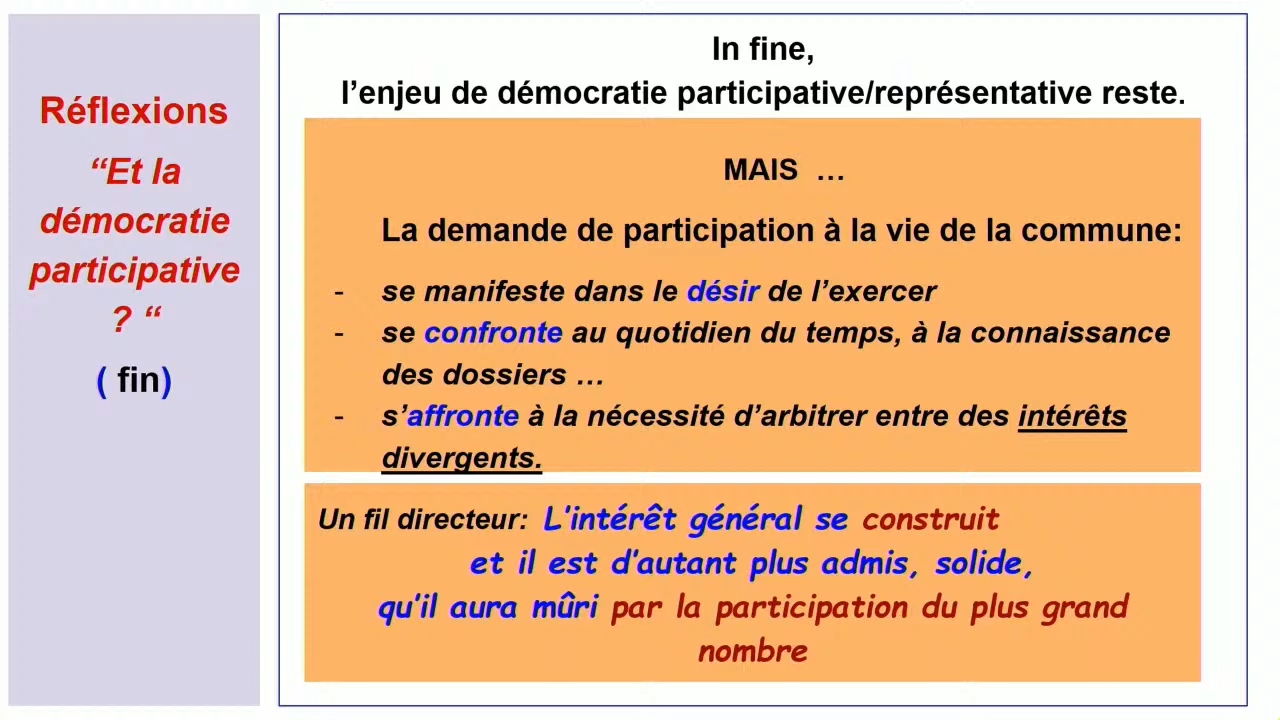 Réflexions
“Et la
démocratie
participative
? “
( fin)
In fine,
l’enjeu de démocratie participative/représentative reste.
MAIS …
La demande de participation à la vie de la commune:
- se manifeste dans le désir de l’exercer
- se confronte au quotidien du temps, à la connaissance
des dossiers …
- s’affronte à la nécessité d’arbitrer entre des intérêts
divergents.
Un fil directeur: L’intérêt général se construit
et il est d’autant plus admis, solide,
qu’il aura mûri par la participation du plus grand
nombre